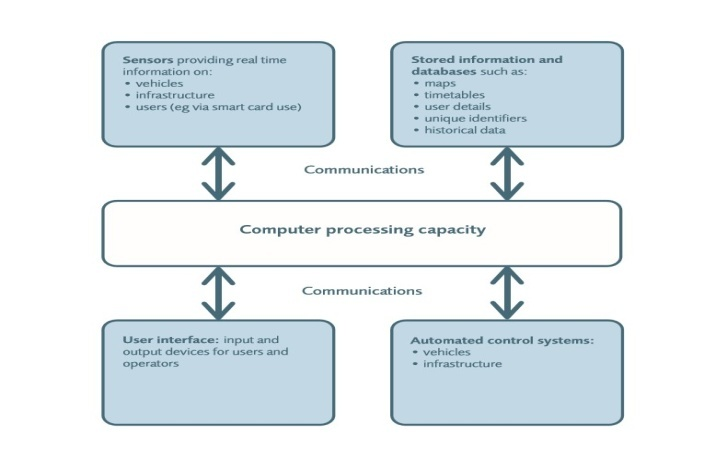 Sensors providing real time
information on:
• vehicles
• infrastructure
• users (eg via smart card use)
Stored information and
databases such as:
• maps
• timetables
• user details
• unique identifiers
• historical data
Communications
Computer processing capacity
Communications
User interface: input and
output devices for users and
operators
Automated control systems:
• vehicles
• infrastructure